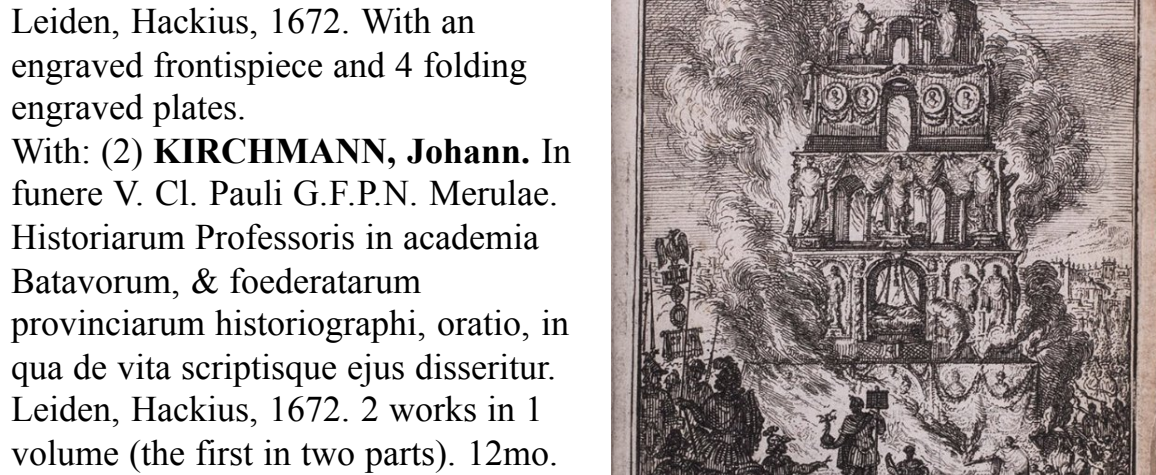 Leiden, Hackius, 1672. With an
engraved frontispiece and 4 folding
engraved plates.
With: (2) KIRCHMANN, Johann. In
funere V. Cl. Pauli G.F.P.N. Merulae.
Historiarum Professoris in academia
Batavorum, & foederatarum
provinciarum historiographi, oratio, in
qua de vita scriptisque ejus disseritur.
Leiden, Hackius, 1672. 2 works in 1
volume (the first in two parts). 12mo.